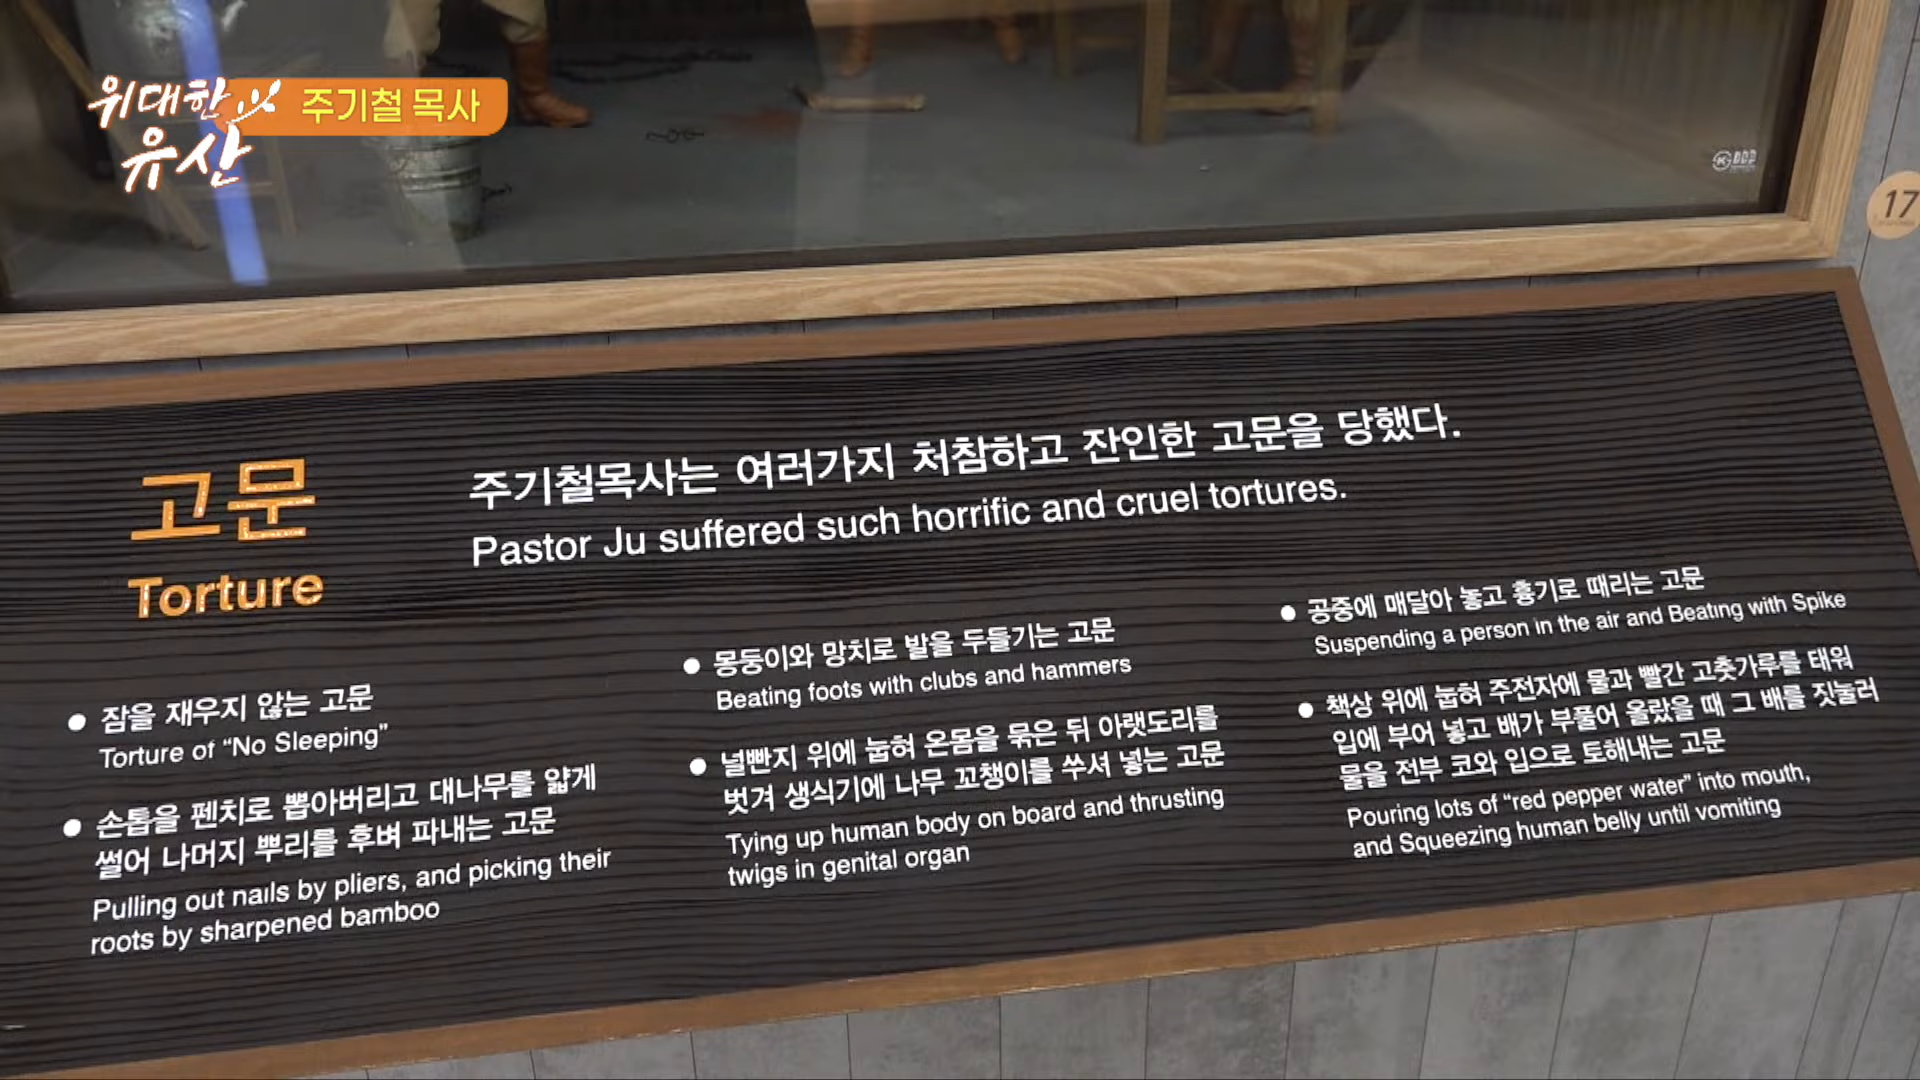 위대한
유산
주기철 목사
17
고문
Torture
주기철목사는 여러가지 처참하고 잔인한 고문을 당했다.
Pastor Ju suffered such horrific and cruel tortures.
잠을 재우지 않는 고문
Torture of “No Sleeping”
손톱을 펜치로 뽑아버리고 대나무를 얇게
썰어 나머지 뿌리를 후벼 파내는 고문
Pulling out nails by pliers, and picking their
roots by sharpened bamboo
몽둥이와 망치로 발을 두들기는 고문
Beating foots with clubs and hammers
널빤지 위에 눕혀 온몸을 묶은 뒤 아랫도리를
벗겨 생식기에 나무 꼬챙이를 쑤셔 넣는 고문
Tying up human body on board and thrusting
twigs in genital organ
공중에 매달아 놓고 흉기로 때리는 고문
Suspending a person in the air and Beating with Spike
책상 위에 눕혀 주전자에 물과 빨간 고춧가루를 태워
입에 부어 넣고 배가 부풀어 올랐을 때 그 배를 짓눌러
물을 전부 코와 입으로 토해내는 고문
Pouring lots of “red pepper water” into mouth,
and Squeezing human belly until vomiting